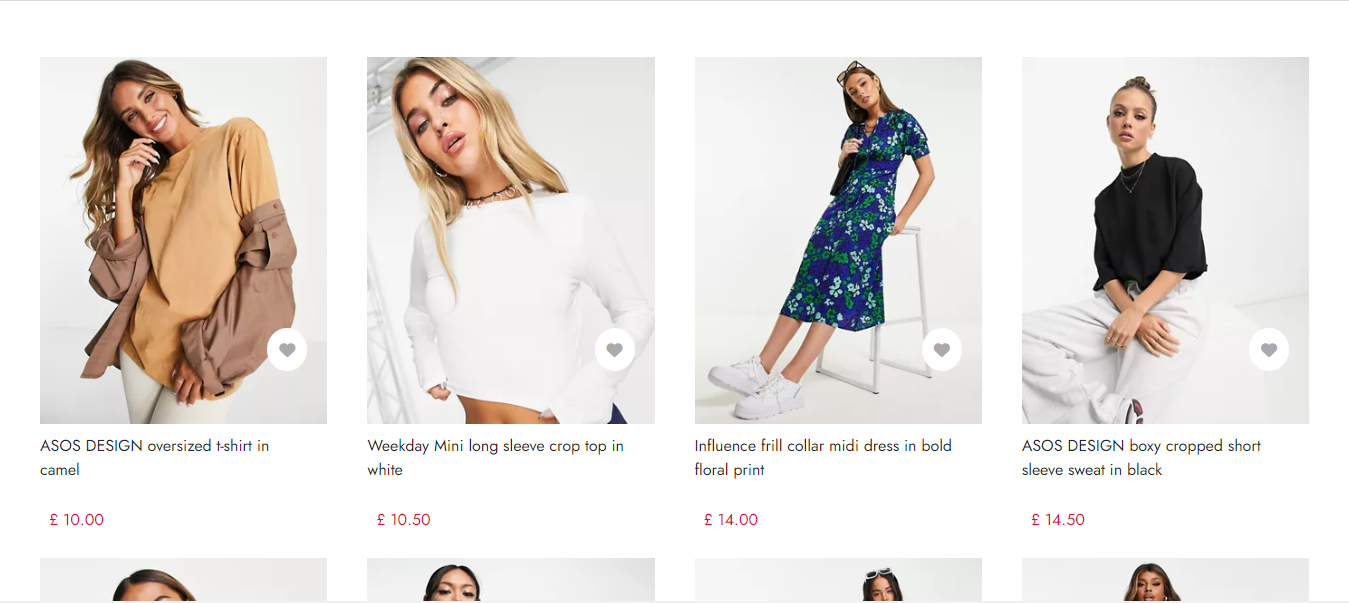 ASOS DESIGN oversized t-shirt in
camel
£ 10.00
Weekday Mini long sleeve crop top in
white
£ 10.50
Influence frill collar midi dress in bold
floral print
£ 14.00
ASOS DESIGN boxy cropped short
sleeve sweat in black
£ 14.50